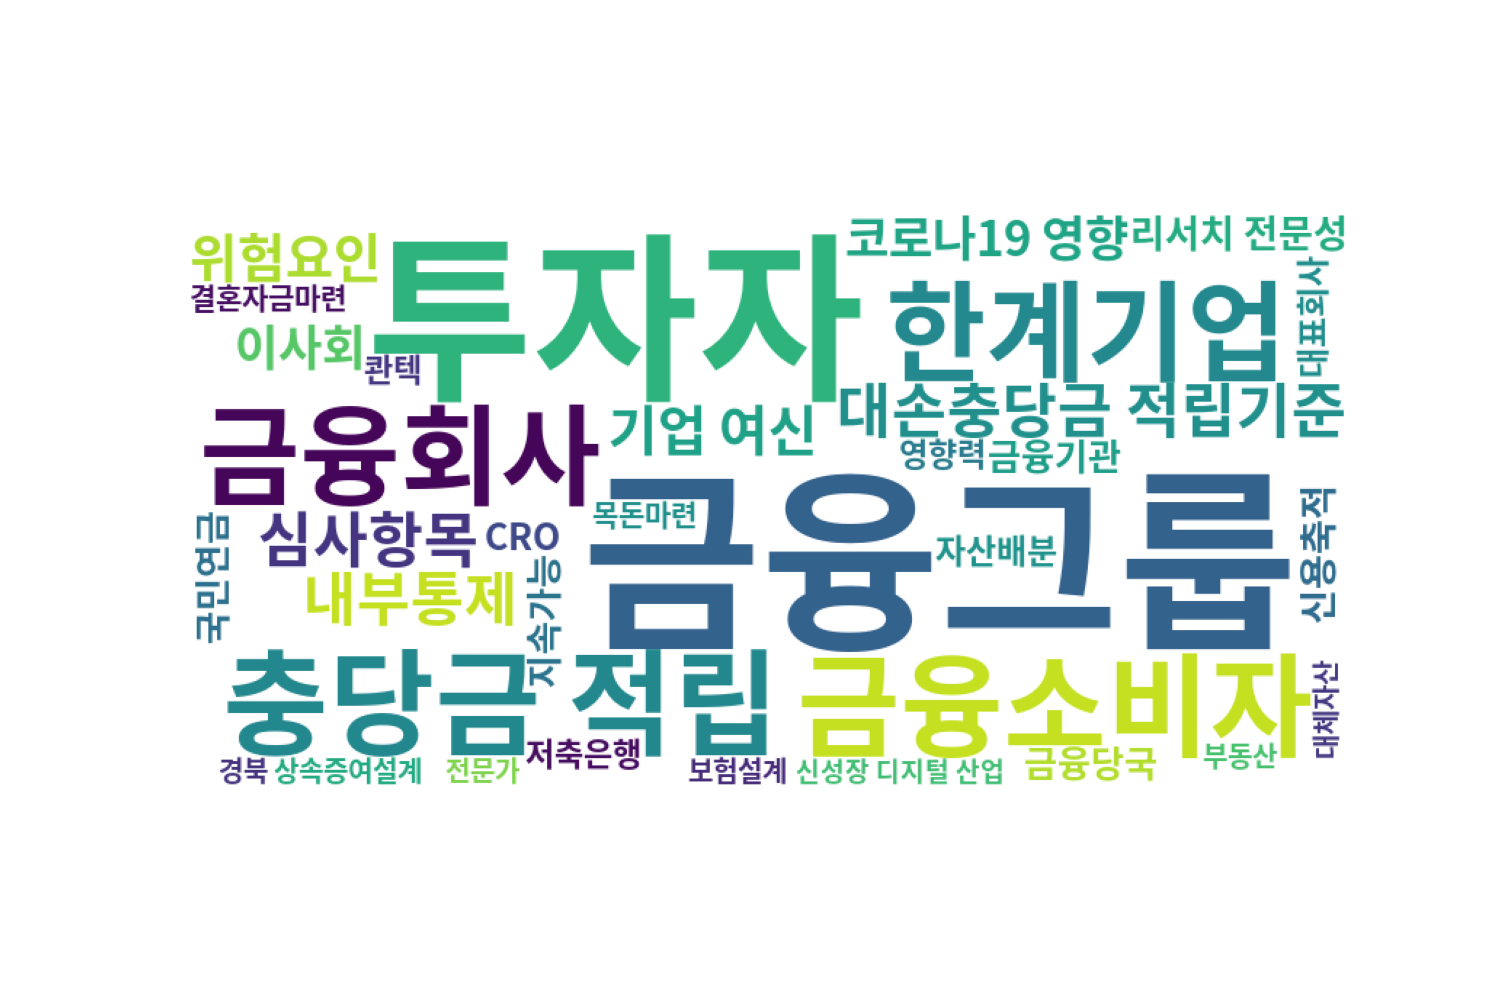 위험요인
투자자
코로나19 영향
리서치 전문성
결혼자금마련
한계기업
대표회사
이사회
콴텍
대손충당금 적립기준
금융회사
기업 여신
영향력
금융기관
금융그룹
목돈마련
심사항목
CRO
자산배분
신용축적
국민연금
내부통제
지속가능
충당금 적립
금융소비자
대체자산
저축은행
금융당국
부동산
경북
상속증여설계
전문가
보험설계
신성장 디지털 산업